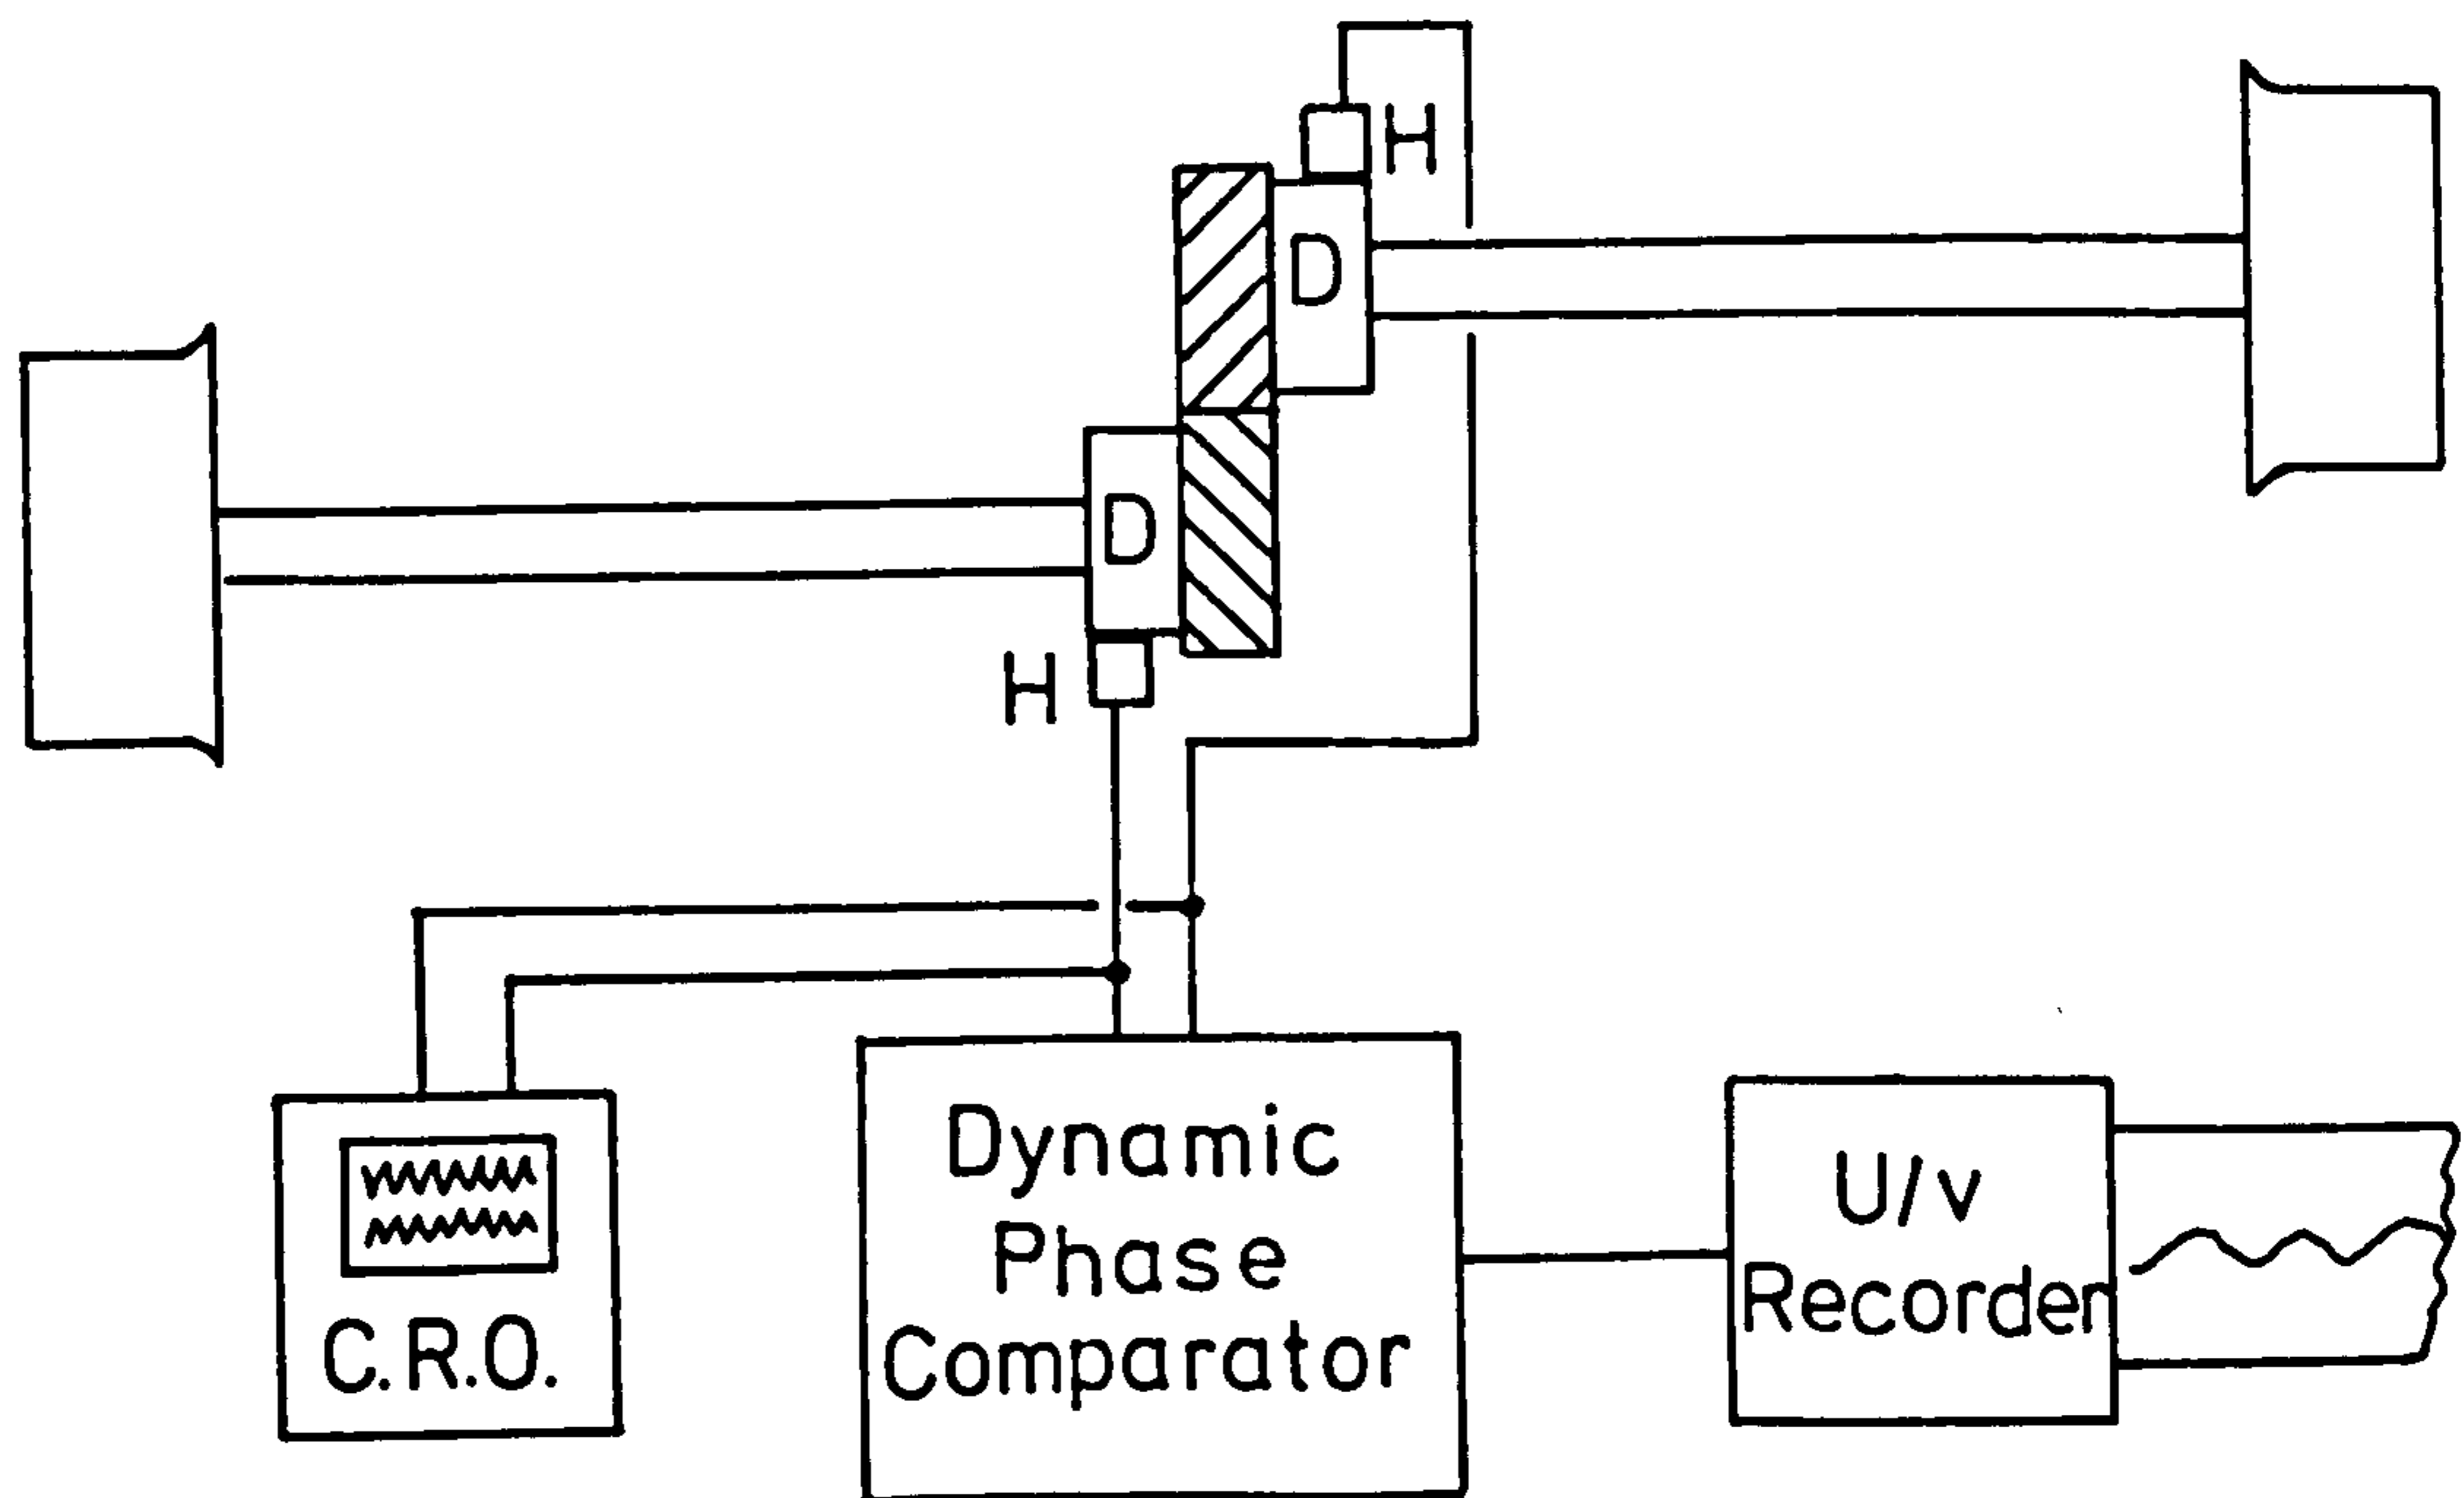 H
D
D
H
Dynamic
Phase
Comparator
U/v
Recorder
C.R.O.